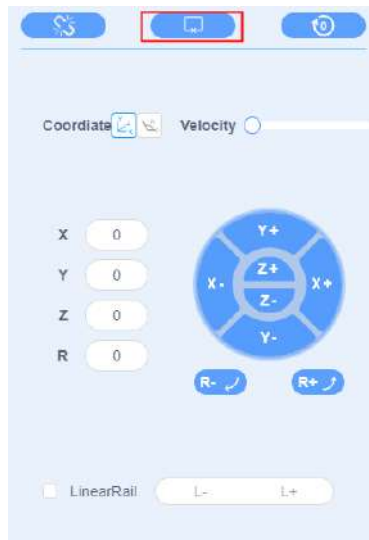 Coordiate Velocity
X 0
Y 0
Z 0
R 0
Y+
X- Z+ X+
Z-
Y-
R- R+
LinearRail L- L+